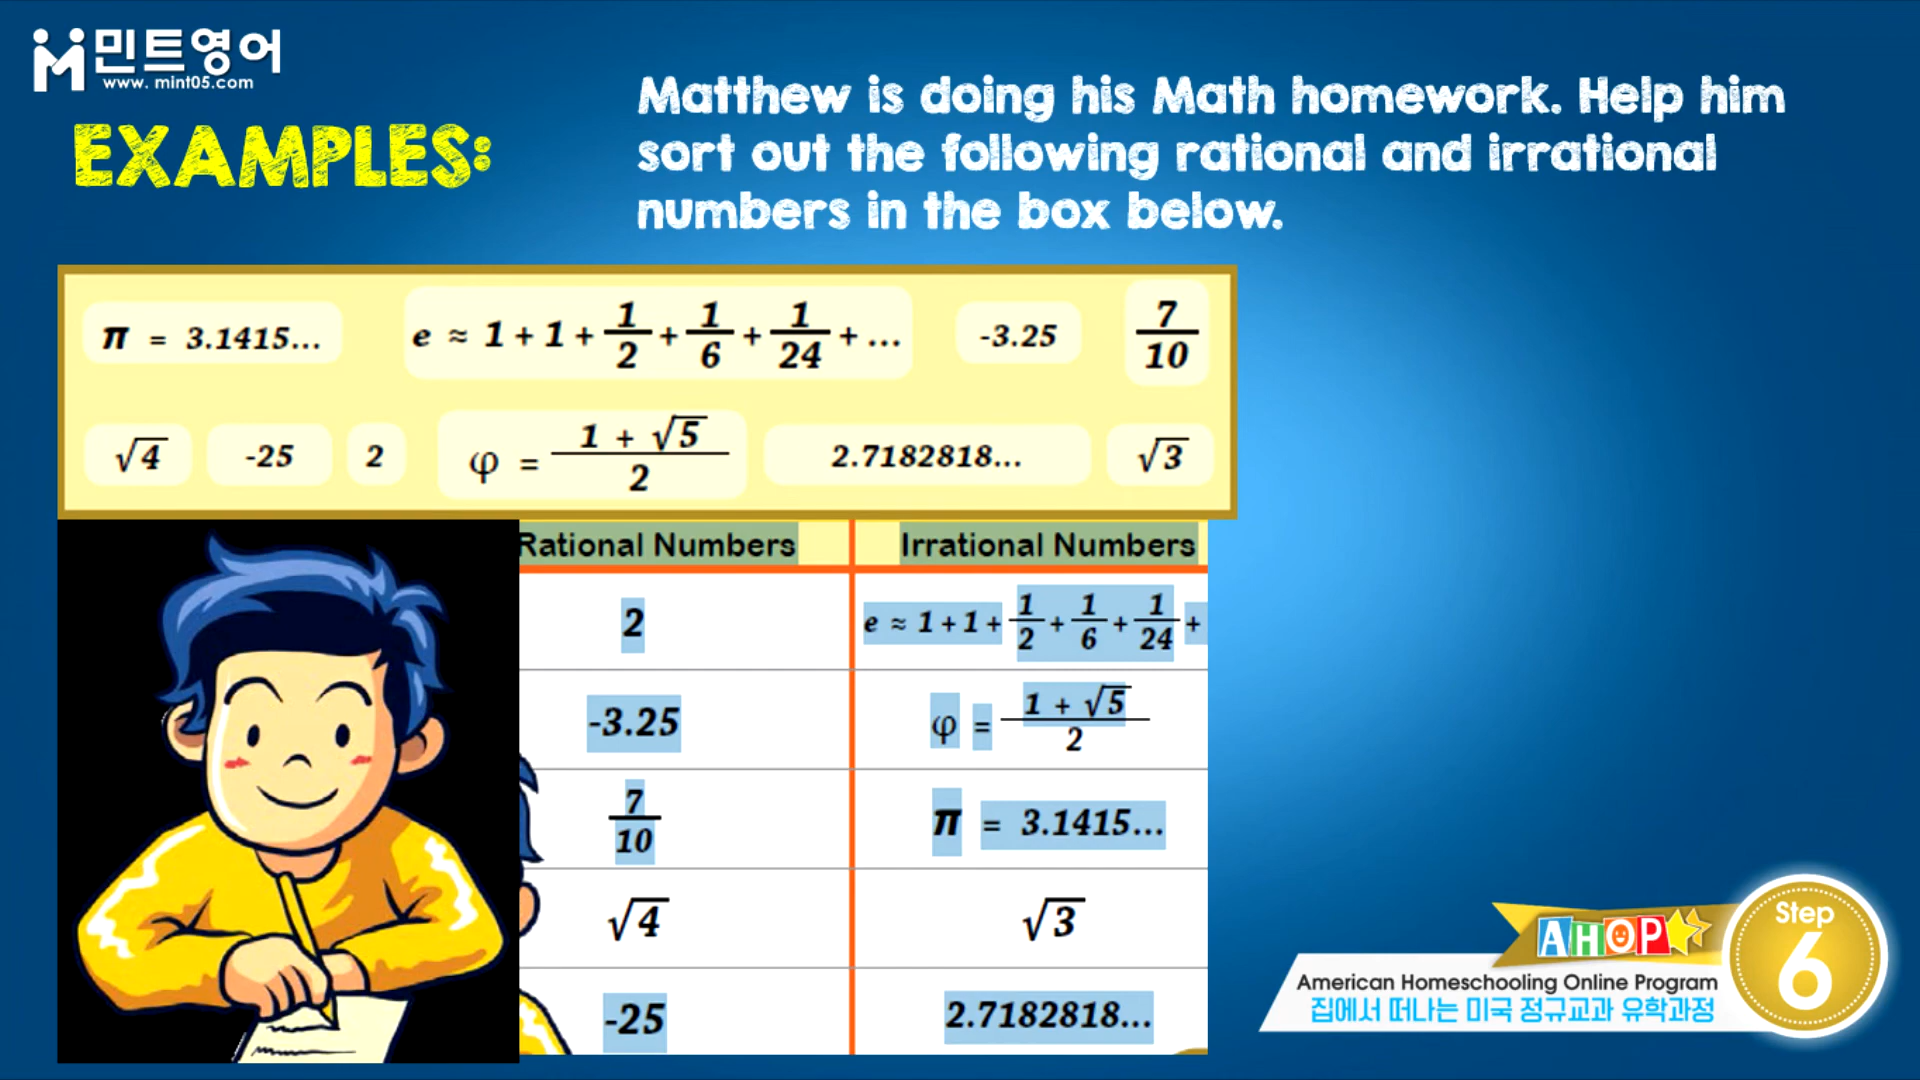 민트영어
www. mint05.com
EXAMPLES:
Matthew is doing his Math homework. Help him
sort out the following rational and irrational
numbers in the box below.
π = 3.1415...
e ≈ 1 + 1 + 1/2 + 1/6 + 1/24 + ...
-3.25
7/10
√4
-25
2
φ = (1 + √5)/2
2.7182818...
√3
Rational Numbers
Irrational Numbers
2
e ≈ 1 + 1 + 1/2 + 1/6 + 1/24 +
-3.25
φ = (1 + √5)/2
7/10
π = 3.1415...
√4
√3
-25
2.7182818...
AHOP
Step
6
American Homeschooling Online Program
집에서 떠나는 미국 정규교과 유학과정